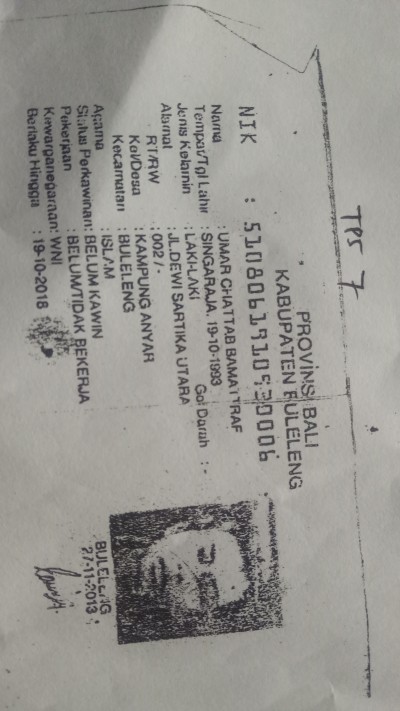 TPS 7
PROVINSI BALI
KABUPATEN BULELENG
NIK : 5108061910930006
Nama : UMAR CHATTAB BAMATTRAF
Tempat/Tgl Lahir : SINGARAJA, 19-10-1993
Jenis Kelamin : LAKI-LAKI Gol Darah : -
Alamat : JL.DEWI SARTIKA UTARA
RT/RW : 002 / -
Kel/Desa : KAMPUNG ANYAR
Kecamatan : BULELENG
Agama : ISLAM
Status Perkawinan: BELUM KAWIN
Pekerjaan : BELUM/TIDAK BEKERJA
Kewarganegaraan: WNI
Berlaku Hingga : 19-10-2018
BULELENG
27-11-2013